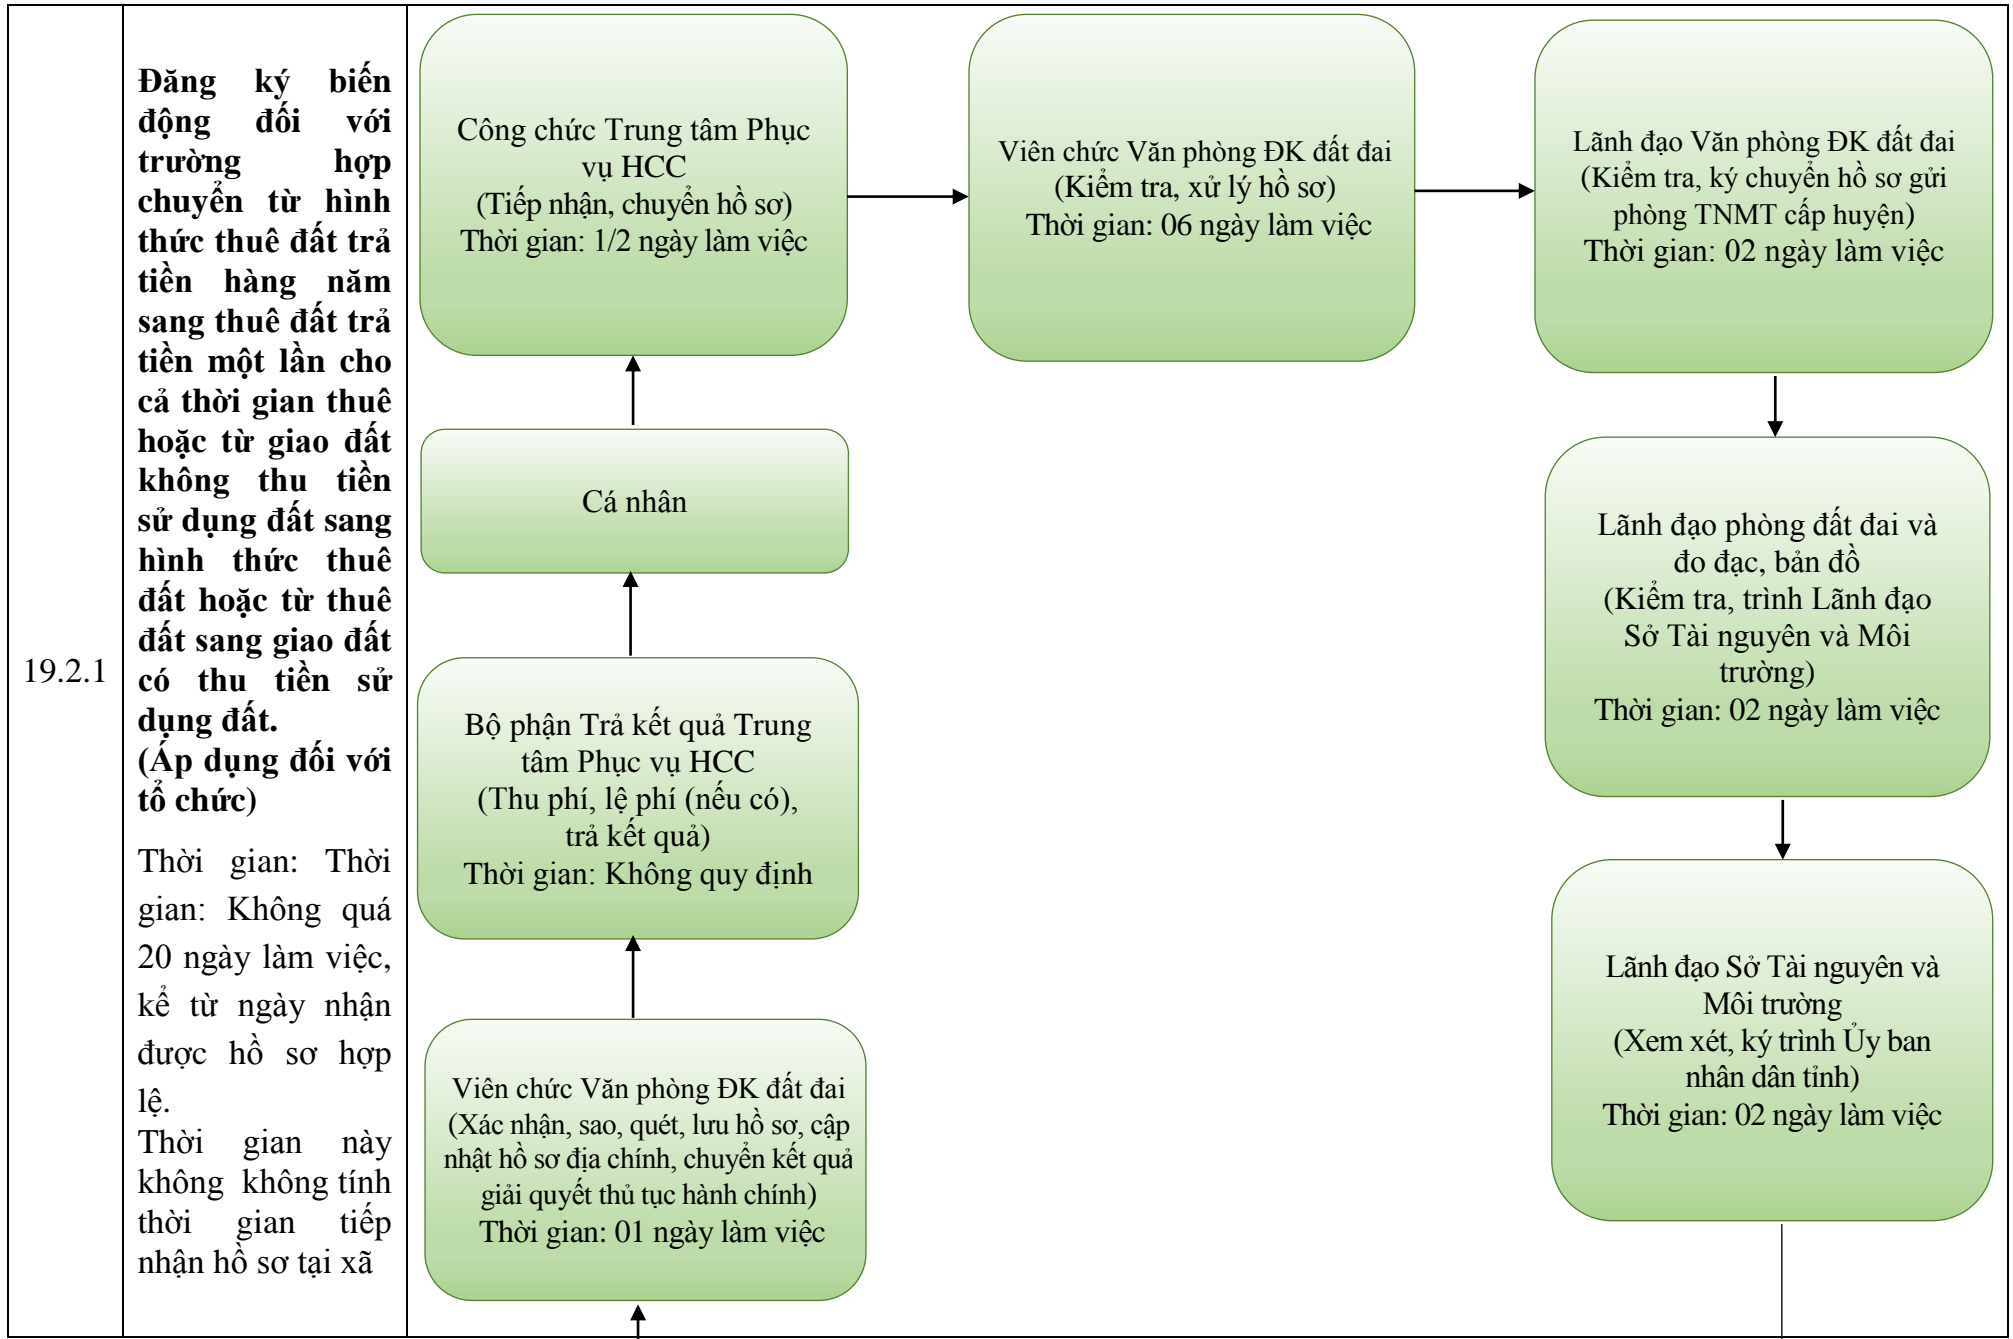 19.2.1
Đăng ký biến
động đối với
trường hợp
chuyển từ hình
thức thuê đất trả
tiền hàng năm
sang thuê đất trả
tiền một lần cho
cả thời gian thuê
hoặc từ giao đất
không thu tiền
sử dụng đất sang
hình thức thuê
đất hoặc từ thuê
đất sang giao đất
có thu tiền sử
dụng đất.
(Áp dụng đối với
tổ chức)
Thời gian: Thời
gian: Không quá
20 ngày làm việc,
kể từ ngày nhận
được hồ sơ hợp
lệ.
Thời gian này
không không tính
thời gian tiếp
nhận hồ sơ tại xã
Công chức Trung tâm Phục
vụ HCC
(Tiếp nhận, chuyển hồ sơ)
Thời gian: 1/2 ngày làm việc
Viên chức Văn phòng ĐK đất đai
(Kiểm tra, xử lý hồ sơ)
Thời gian: 06 ngày làm việc
Lãnh đạo Văn phòng ĐK đất đai
(Kiểm tra, ký chuyển hồ sơ gửi
phòng TNMT cấp huyện)
Thời gian: 02 ngày làm việc
Lãnh đạo phòng đất đai và
đo đạc, bản đồ
(Kiểm tra, trình Lãnh đạo
Sở Tài nguyên và Môi
trường)
Thời gian: 02 ngày làm việc
Lãnh đạo Sở Tài nguyên và
Môi trường
(Xem xét, ký trình Ủy ban
nhân dân tỉnh)
Thời gian: 02 ngày làm việc
Cá nhân
Bộ phận Trả kết quả Trung
tâm Phục vụ HCC
(Thu phí, lệ phí (nếu có),
trả kết quả)
Thời gian: Không quy định
Viên chức Văn phòng ĐK đất đai
(Xác nhận, sao, quét, lưu hồ sơ, cập
nhật hồ sơ địa chính, chuyển kết quả
giải quyết thủ tục hành chính)
Thời gian: 01 ngày làm việc